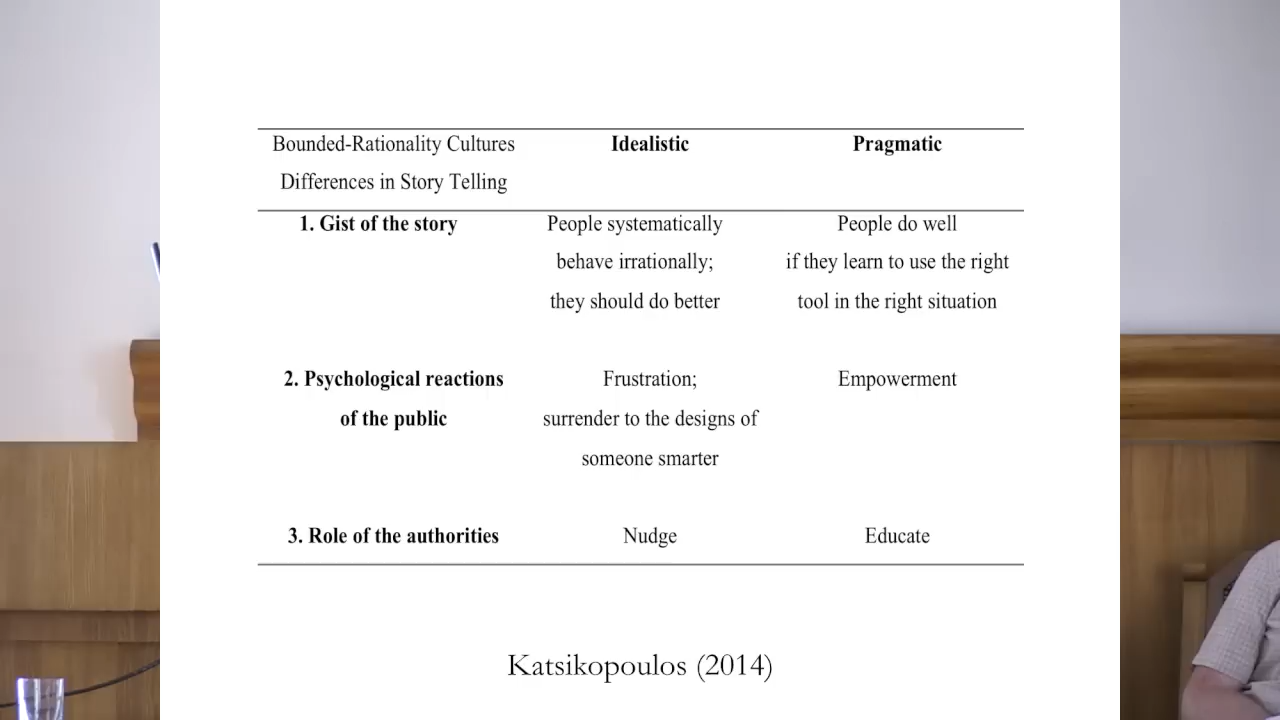 Bounded-Rationality Cultures Idealistic Pragmatic
Differences in Story Telling
1. Gist of the story People systematically People do well
behave irrationally; if they learn to use the right
they should do better tool in the right situation
2. Psychological reactions Frustration; Empowerment
of the public surrender to the designs of
someone smarter
3. Role of the authorities Nudge Educate
Katsikopoulos (2014)